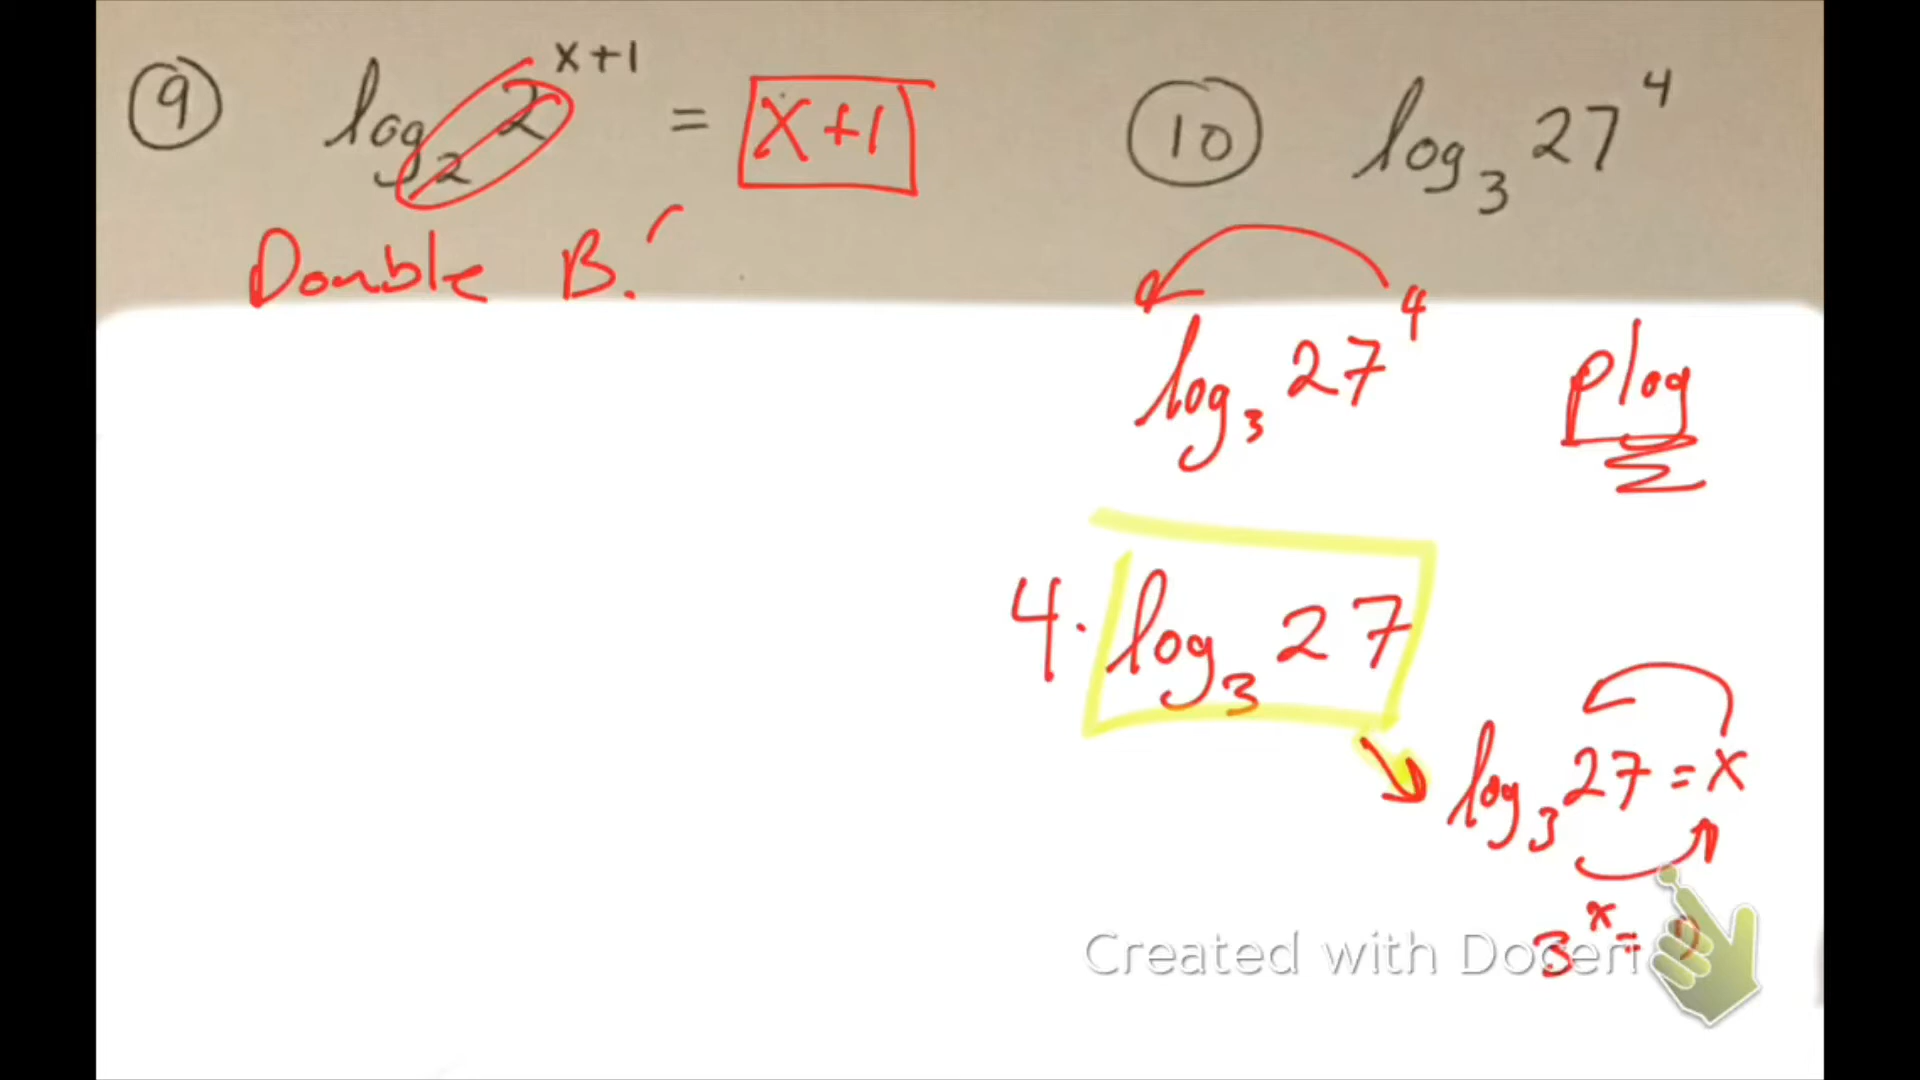 9 log₂ 2^(x+1) = x+1
Double B.
10 log₃ 27⁴
log₃ 27⁴
plog
4 · log₃ 27
log₃ 27 = x
3^x =
Created with Doceri